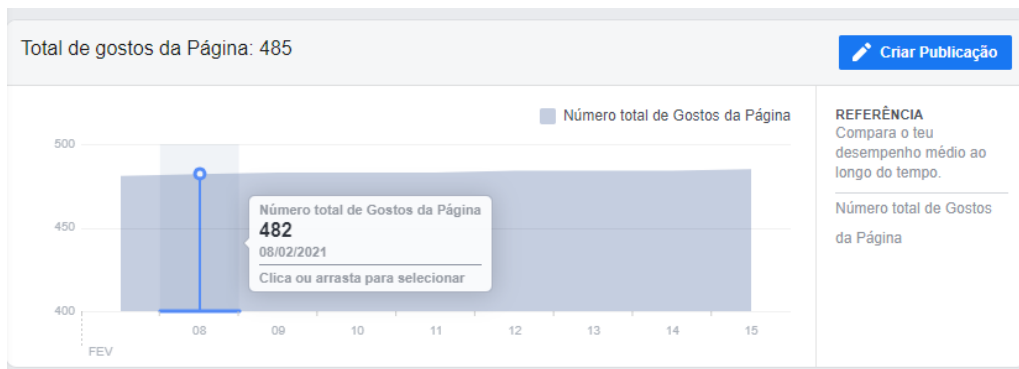 Total de gostos da Página: 485
Criar Publicação
Número total de Gostos da Página
500
450
400
Número total de Gostos da Página
482
08/02/2021
Clica ou arrasta para selecionar
08 09 10 11 12 13 14 15
FEV
REFERÊNCIA
Compara o teu
desempenho médio ao
longo do tempo.
Número total de Gostos
da Página